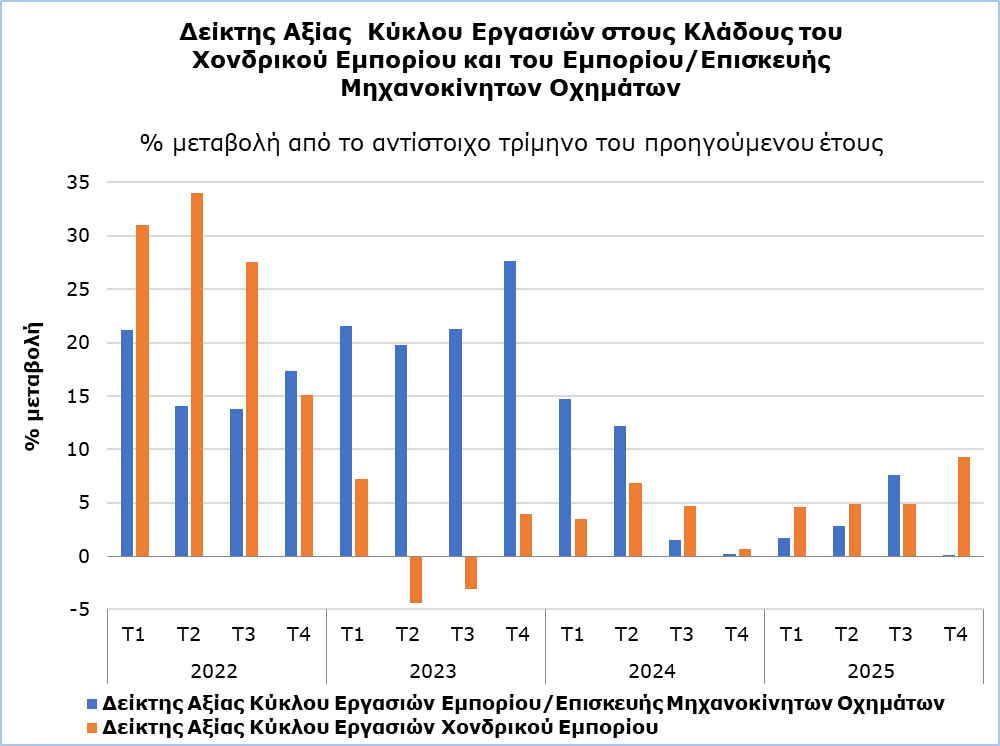 Δείκτης Αξίας Κύκλου Εργασιών στους Κλάδους του
Χονδρικού Εμπορίου και του Εμπορίου/Επισκευής
Μηχανοκίνητων Οχημάτων
% μεταβολή από το αντίστοιχο τρίμηνο του προηγούμενου έτους
% μεταβολή
35
30
25
20
15
10
5
0
-5
Τ1 Τ2 Τ3 Τ4 Τ1 Τ2 Τ3 Τ4 Τ1 Τ2 Τ3 Τ4 Τ1 Τ2 Τ3 Τ4
2022 2023 2024 2025
Δείκτης Αξίας Κύκλου Εργασιών Εμπορίου/Επισκευής Μηχανοκίνητων Οχημάτων
Δείκτης Αξίας Κύκλου Εργασιών Χονδρικού Εμπορίου